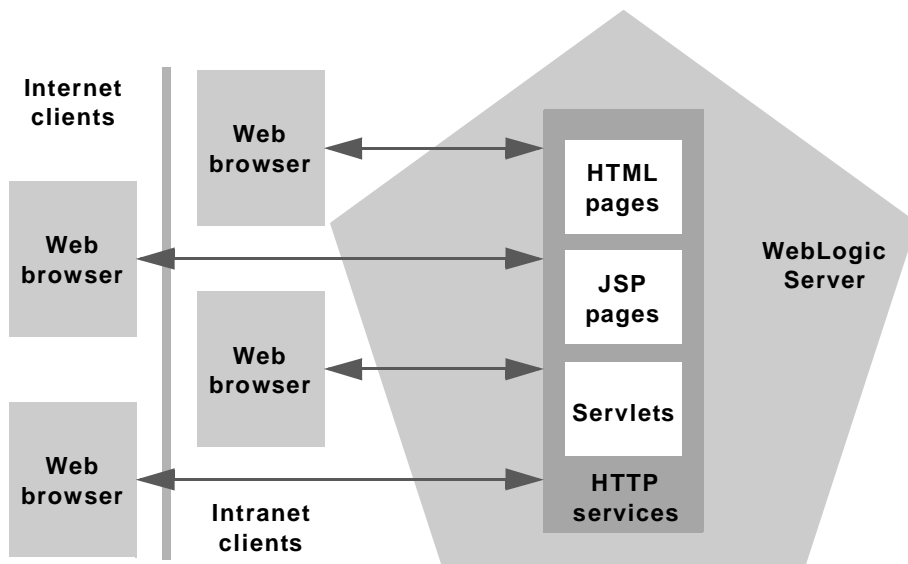 Internet
clients
Web
browser
Web
browser
Web
browser
Web
browser
Intranet
clients
HTML
pages
JSP
pages
Servlets
HTTP
services
WebLogic
Server